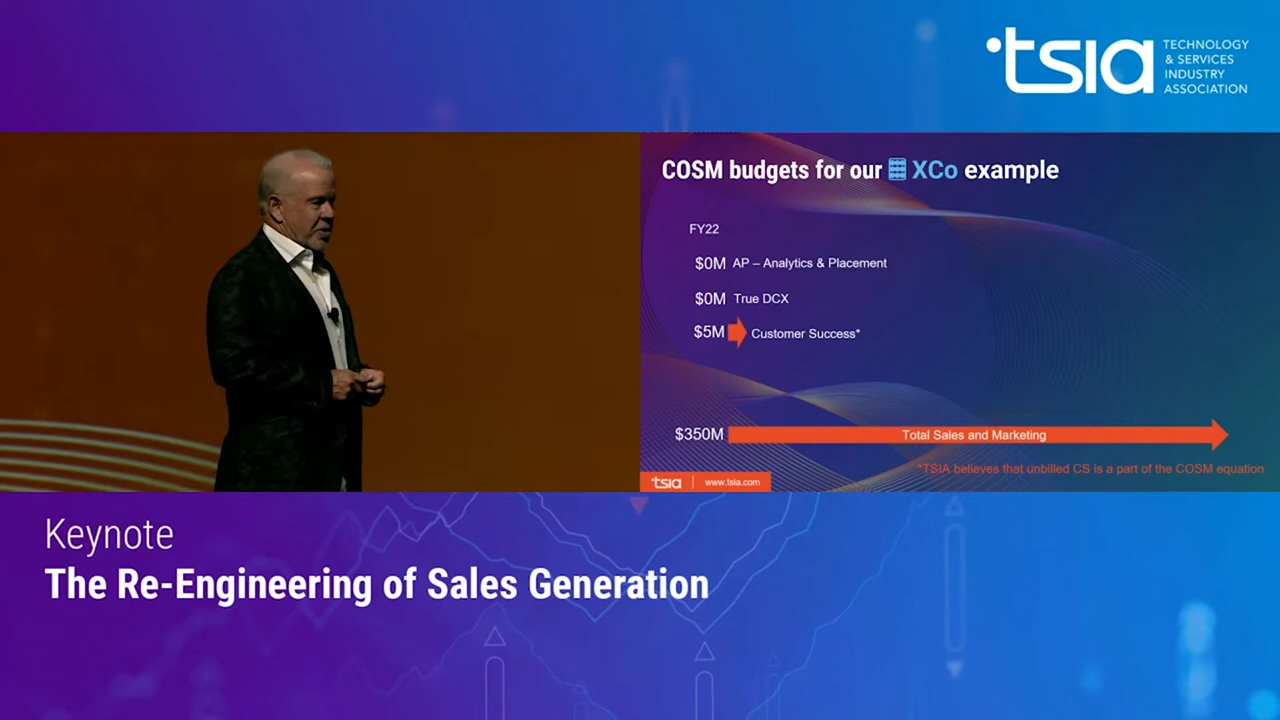 tsia TECHNOLOGY
& SERVICES
INDUSTRY
ASSOCIATION
COSM budgets for our XCo example
FY22
$0M AP – Analytics & Placement
$0M True DCX
$5M Customer Success*
$350M Total Sales and Marketing
*TSIA believes that unbilled CS is a part of the COSM equation
tsia | www.tsia.com
Keynote
The Re-Engineering of Sales Generation